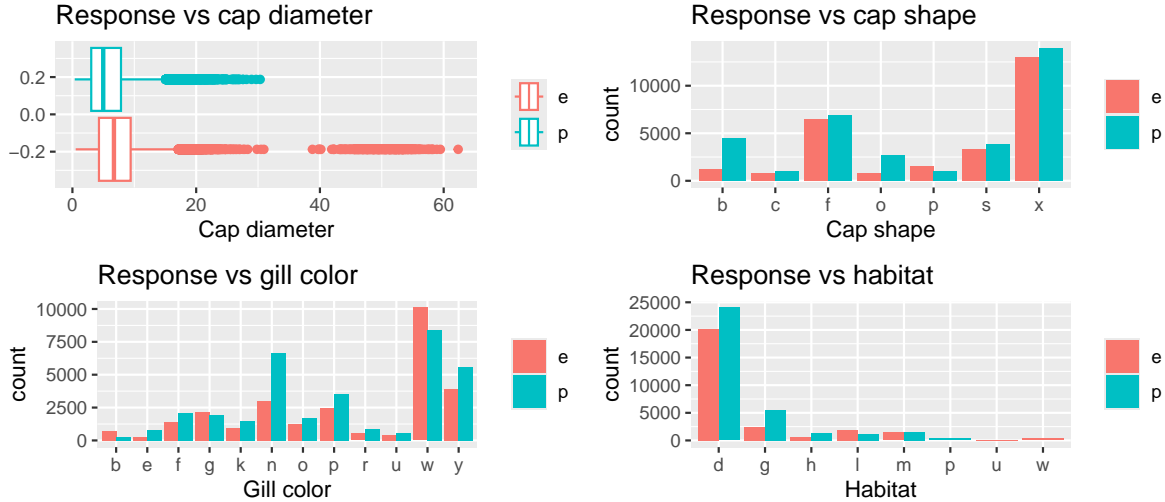 Response vs cap diameter
0.2
0.0
−0.2
0 20 40 60
Cap diameter
e
p
Response vs cap shape
count
10000
5000
0
b c f o p s x
Cap shape
e
p
Response vs gill color
count
10000
7500
5000
2500
0
b e f g k n o p r u w y
Gill color
e
p
Response vs habitat
count
25000
20000
15000
10000
5000
0
d g h l m p u w
Habitat
e
p